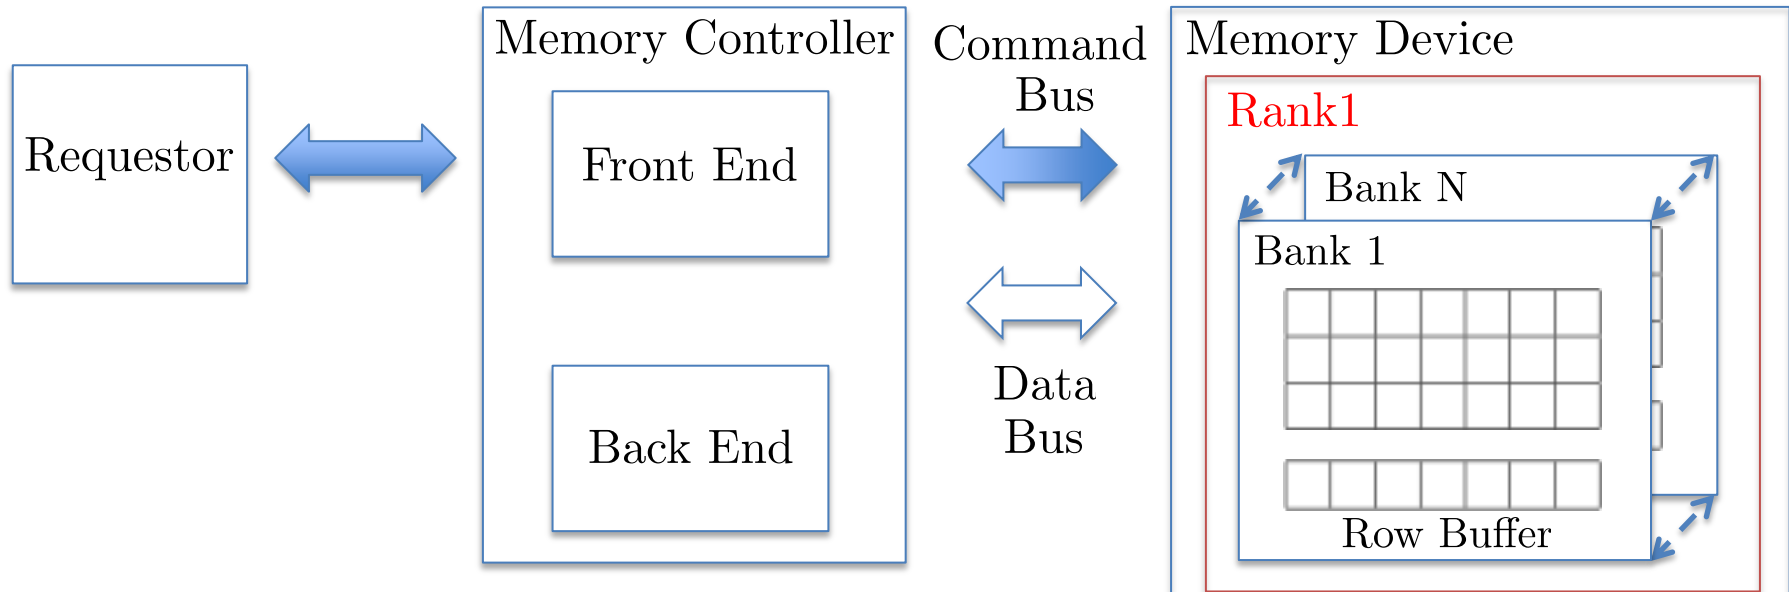 Requestor
Memory Controller
Front End
Back End
Command
Bus
Data
Bus
Memory Device
Rank1
Bank N
Bank 1
Row Buffer